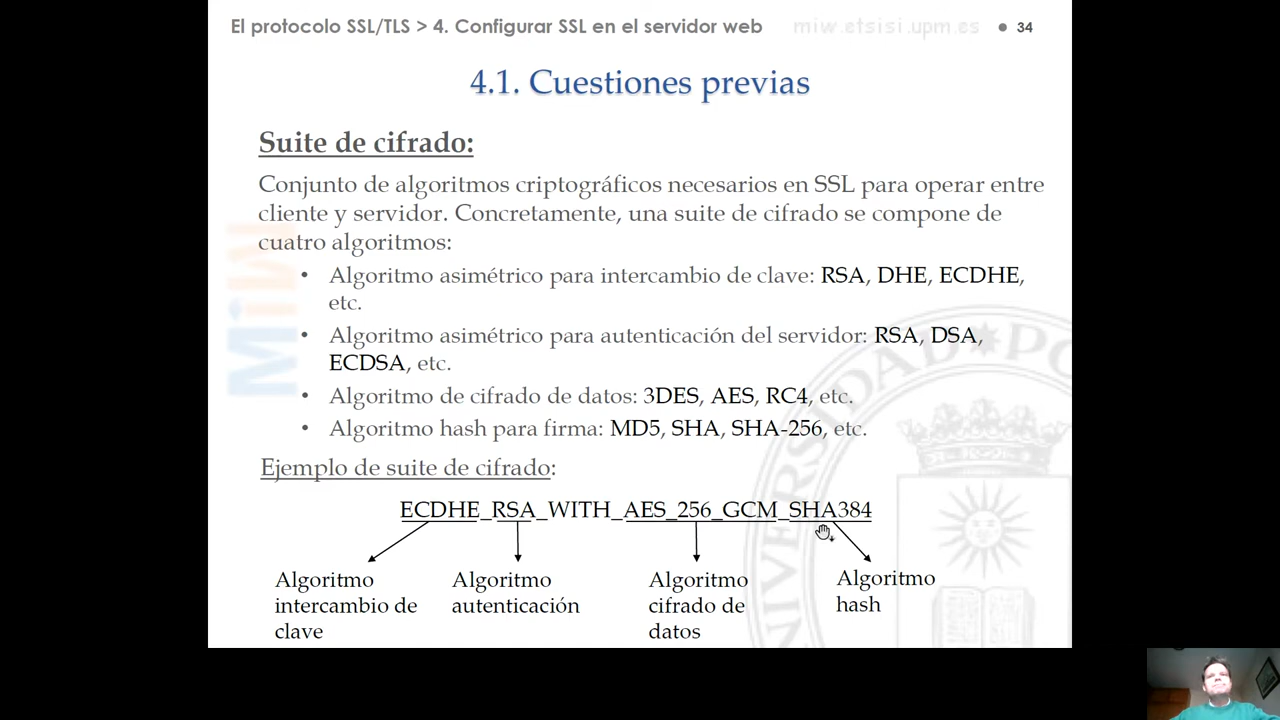 El protocolo SSL/TLS > 4. Configurar SSL en el servidor web miw.etsisi.upm.es ● 34
4.1. Cuestiones previas
Suite de cifrado:
Conjunto de algoritmos criptográficos necesarios en SSL para operar entre
cliente y servidor. Concretamente, una suite de cifrado se compone de
cuatro algoritmos:
• Algoritmo asimétrico para intercambio de clave: RSA, DHE, ECDHE,
etc.
• Algoritmo asimétrico para autenticación del servidor: RSA, DSA,
ECDSA, etc.
• Algoritmo de cifrado de datos: 3DES, AES, RC4, etc.
• Algoritmo hash para firma: MD5, SHA, SHA-256, etc.
Ejemplo de suite de cifrado:
ECDHE_RSA_WITH_AES_256_GCM_SHA384
Algoritmo
intercambio de
clave
Algoritmo
autenticación
Algoritmo
cifrado de
datos
Algoritmo
hash
MiW